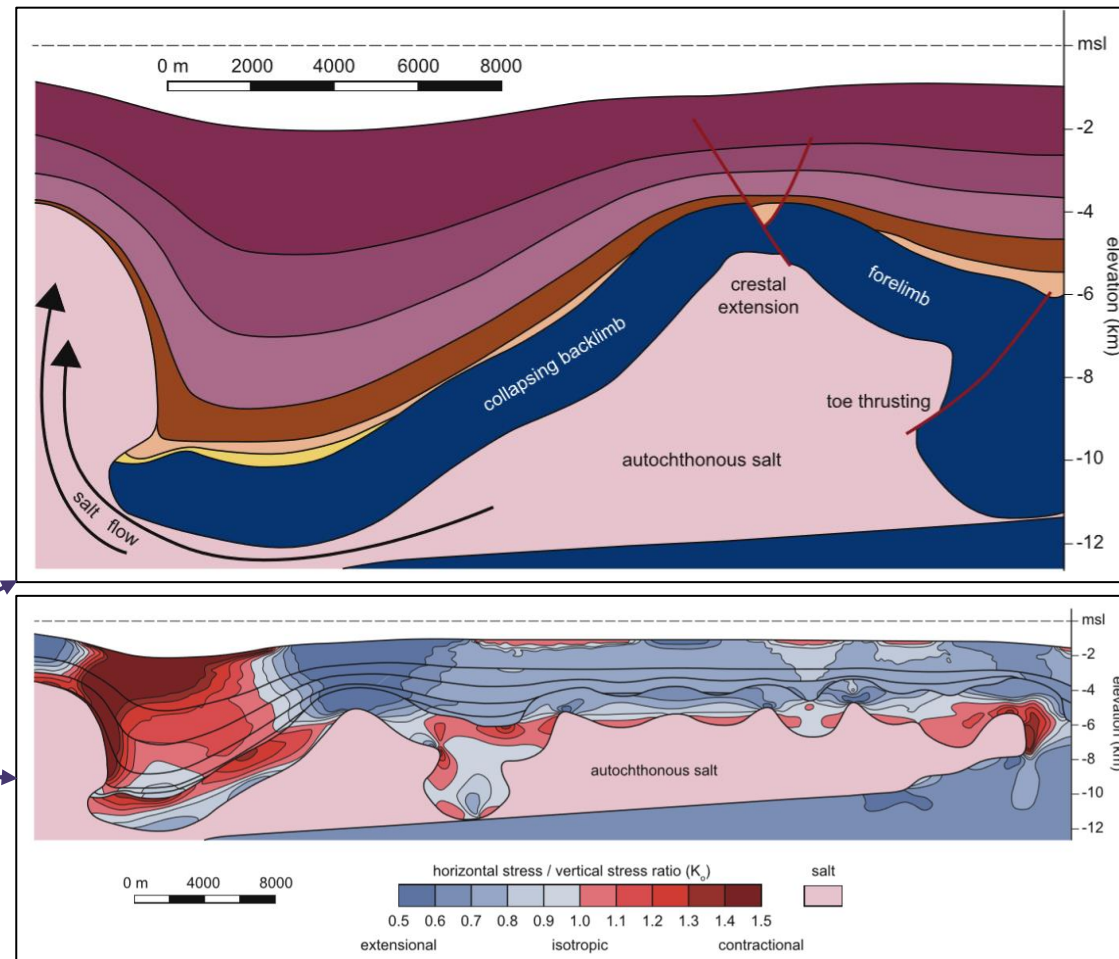 msl
0 m 2000 4000 6000 8000
-2
-4
crestal
extension
forelimb
-6
elevation (km)
collapsing backlimb
-8
toe thrusting
autochthonous salt
-10
salt flow
-12
msl
-2
-4
-6
elevation (km)
autochthonous salt
-8
-10
-12
horizontal stress / vertical stress ratio (Kₒ)
salt
0 m 4000 8000
0.5 0.6 0.7 0.8 0.9 1.0 1.1 1.2 1.3 1.4 1.5
extensional isotropic contractional